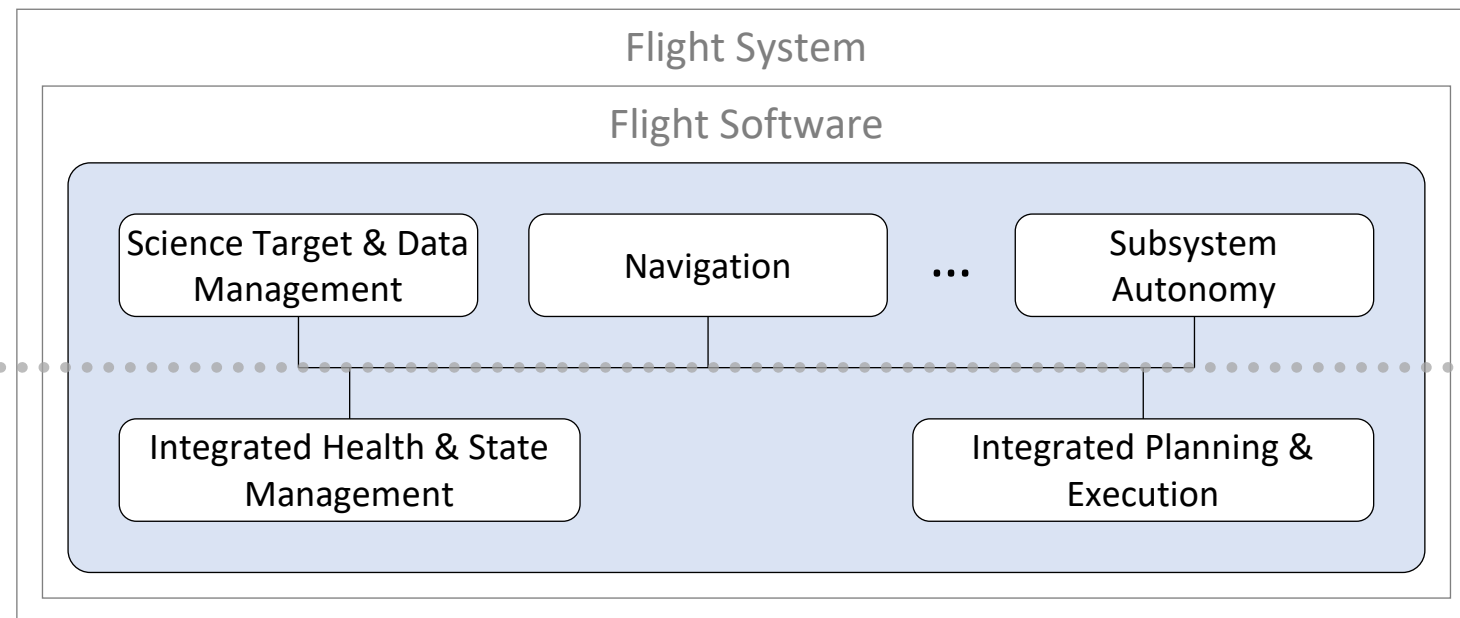 Flight System
Flight Software
Science Target & Data
Management
Navigation
...
Subsystem
Autonomy
Integrated Health & State
Management
Integrated Planning &
Execution